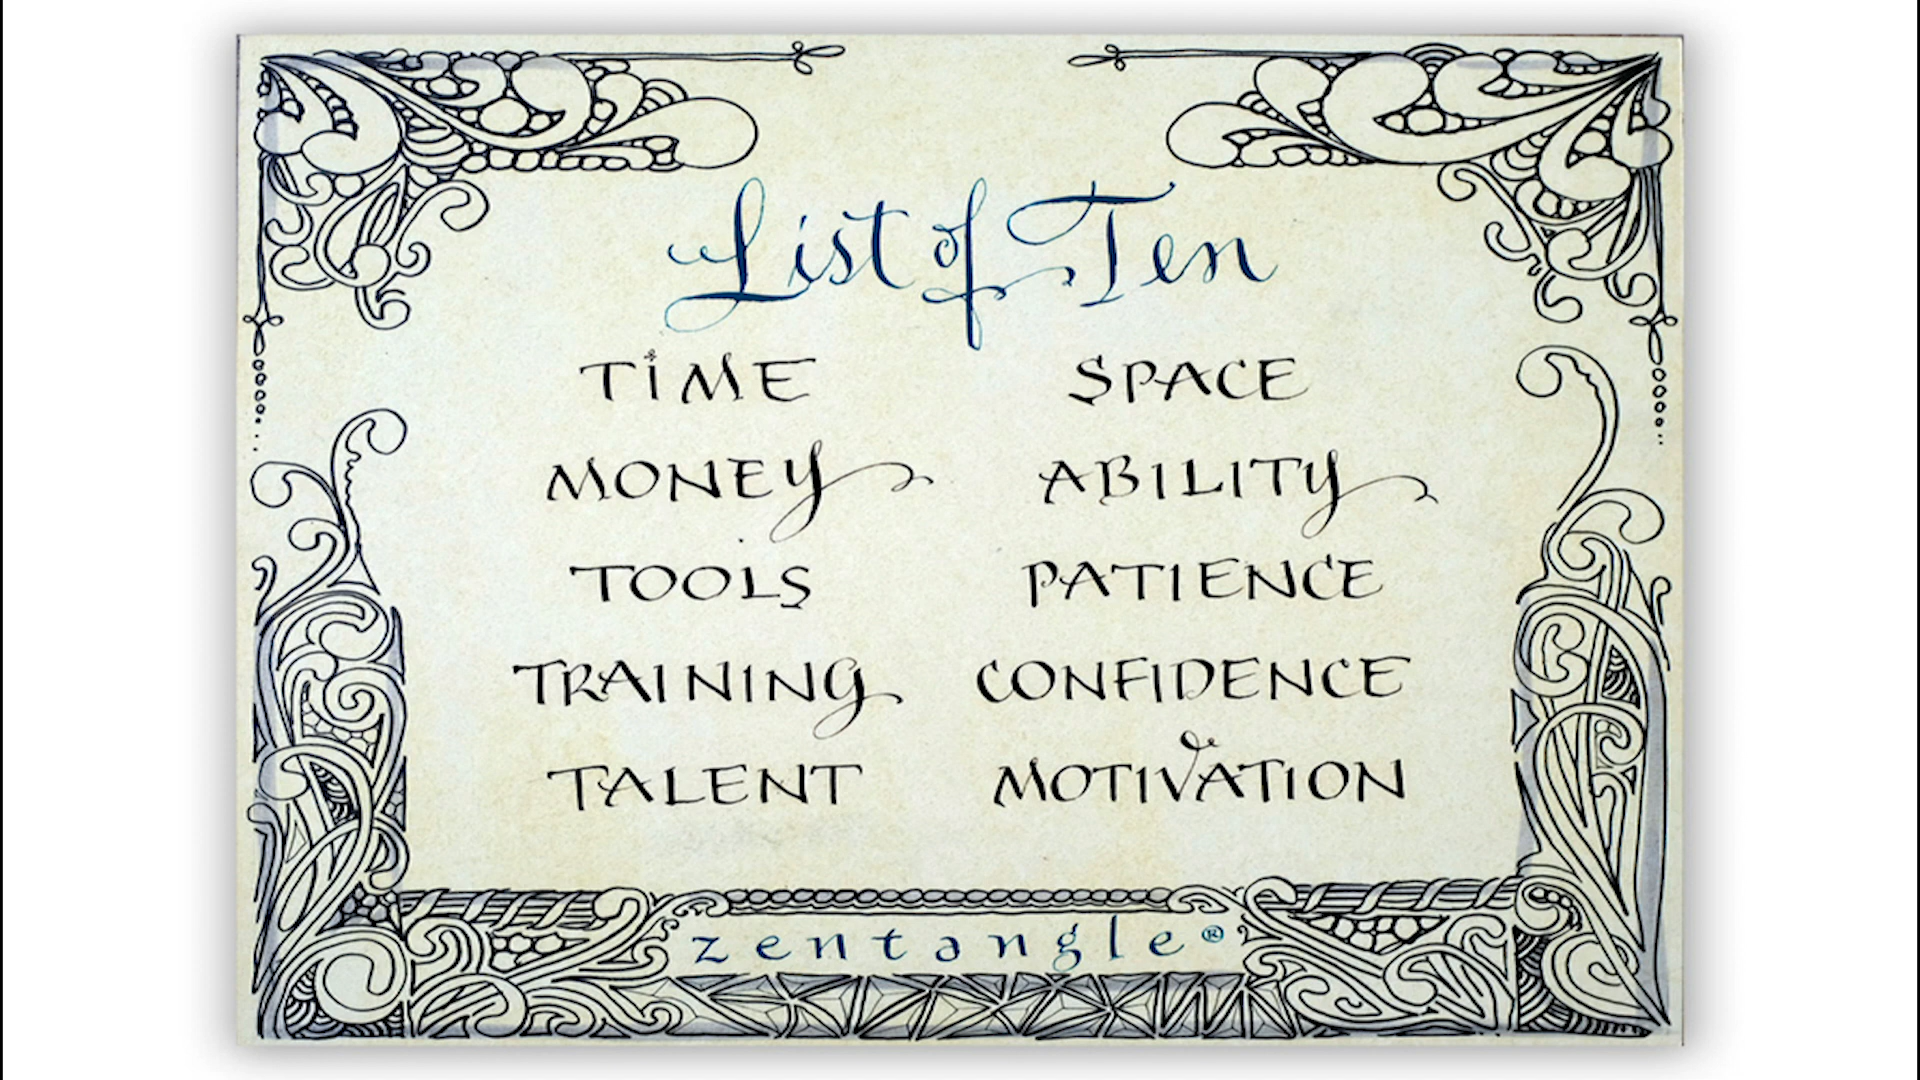 List of Ten
TiME
MONEY
TOOLS
TRAINING
TALENT
SPACE
ABILITY
PATIENCE
CONFIDENCE
MOTIVATION
zentangle®